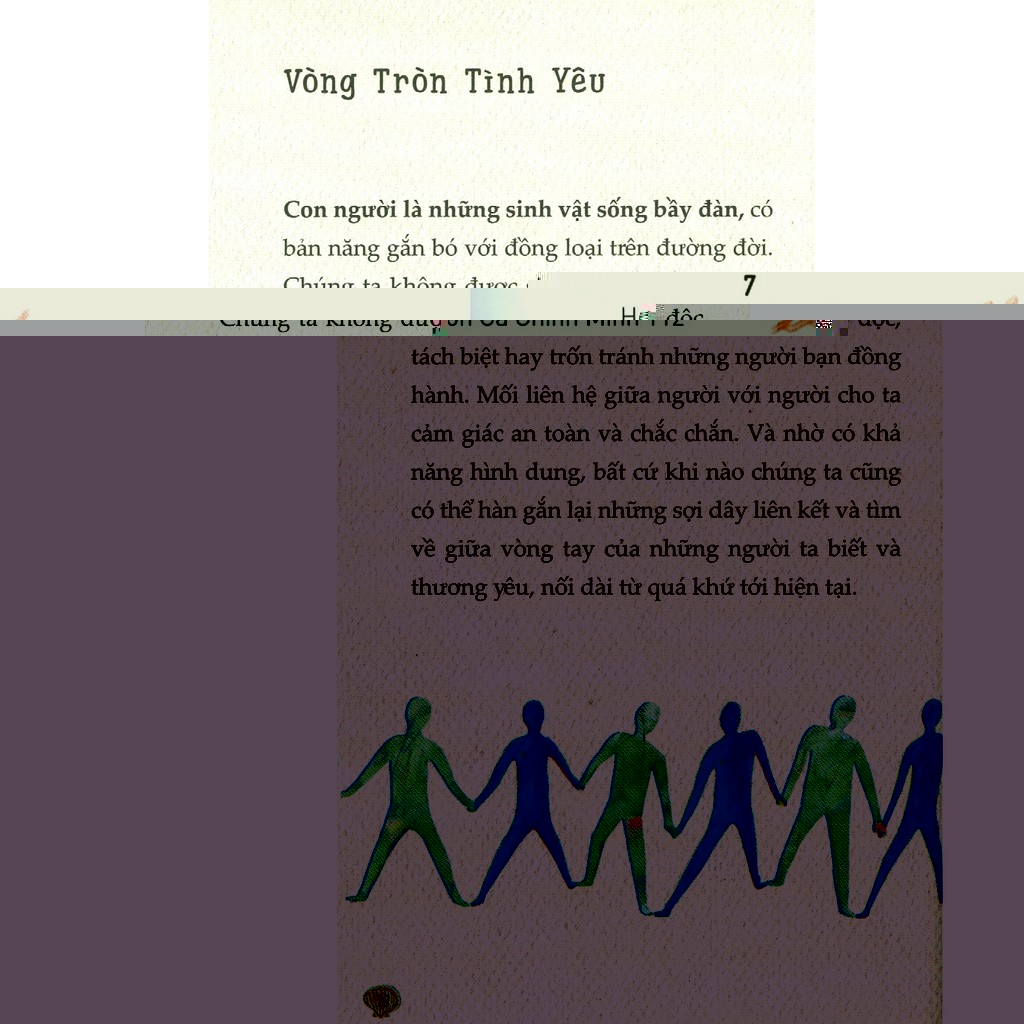 Vòng Tròn Tình Yêu
Con người là những sinh vật sống bầy đàn, có
bản năng gắn bó với đồng loại trên đường đời.
Chúng ta không được
7
Chúng ta không
độc,
tách biệt hay trốn tránh những người bạn đồng
hành. Mối liên hệ giữa người với người cho ta
cảm giác an toàn và chắc chắn. Và nhờ có khả
năng hình dung, bất cứ khi nào chúng ta cũng
có thể hàn gắn lại những sợi dây liên kết và tìm
về giữa vòng tay của những người ta biết và
thương yêu, nối dài từ quá khứ tới hiện tại.